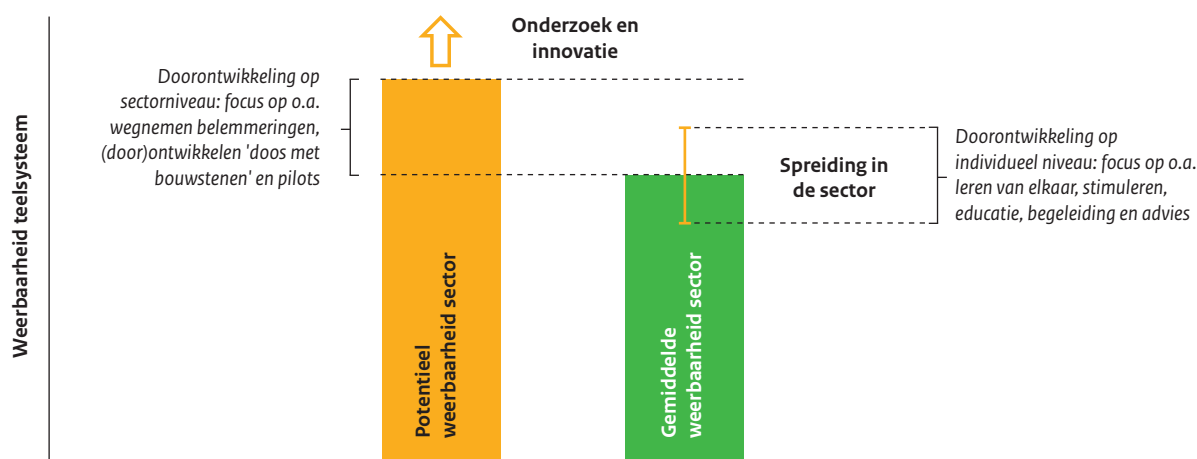 Onderzoek en
innovatie
Doorontwikkeling op
sectorniveau: focus op o.a.
wegnemen belemmeringen,
(door)ontwikkelen 'doos met
bouwstenen' en pilots
Spreiding in
de sector
Doorontwikkeling op
individueel niveau: focus op o.a.
leren van elkaar, stimuleren,
educatie, begeleiding en advies
Weerbaarheid teelsysteem
Potentieel
weerbaarheid sector
Gemiddelde
weerbaarheid sector